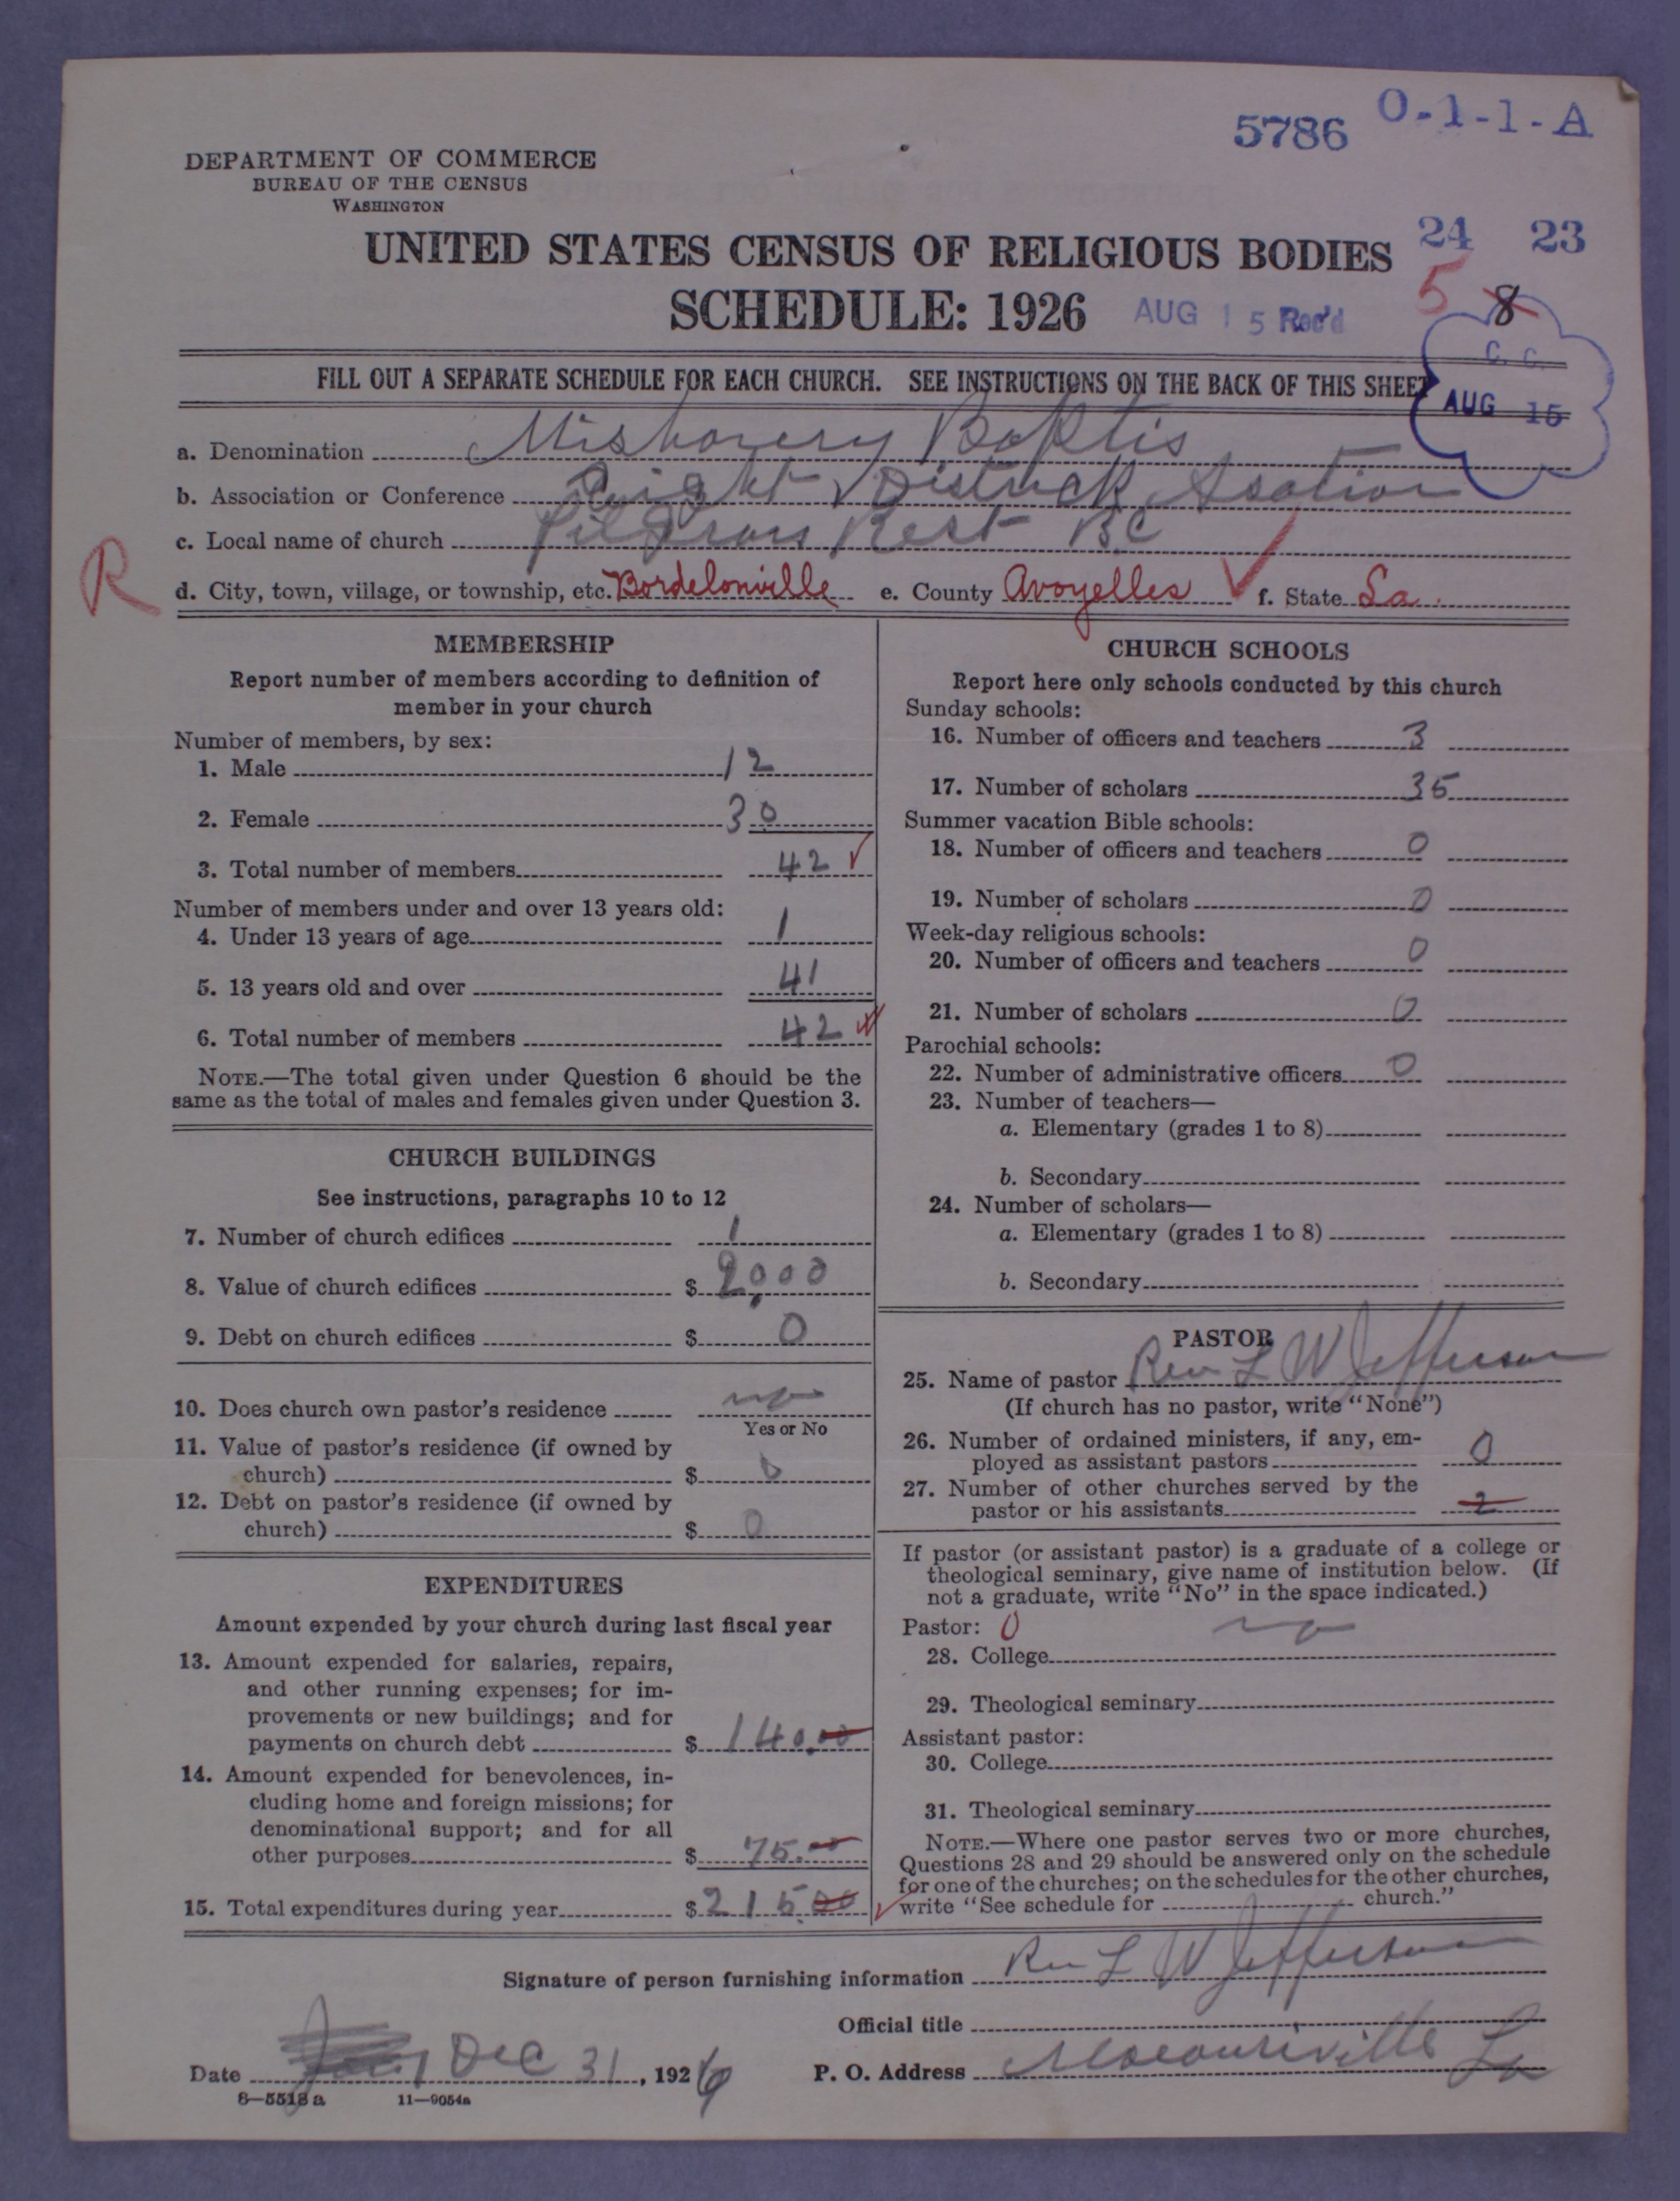 5786 O-1-1-A
DEPARTMENT OF COMMERCE
BUREAU OF THE CENSUS
WASHINGTON
24 23
UNITED STATES CENSUS OF RELIGIOUS BODIES
5 8
SCHEDULE: 1926 AUG 15 Rec'd
C. C.
AUG 15
FILL OUT A SEPARATE SCHEDULE FOR EACH CHURCH. SEE INSTRUCTIONS ON THE BACK OF THIS SHEET
a. Denomination Mishonery Baptis
b. Association or Conference Eight Districk Asotion
c. Local name of church Pilgrons Rest B.C
R
d. City, town, village, or township, etc. Bordelonville e. County Avoyelles f. State La.
MEMBERSHIP
Report number of members according to definition of
member in your church
Number of members, by sex:
1. Male 12
2. Female 30
3. Total number of members 42
Number of members under and over 13 years old:
4. Under 13 years of age 1
5. 13 years old and over 41
6. Total number of members 42
NOTE.—The total given under Question 6 should be the
same as the total of males and females given under Question 3.
CHURCH BUILDINGS
See instructions, paragraphs 10 to 12
7. Number of church edifices 1
8. Value of church edifices $ 2,000
9. Debt on church edifices $ 0
10. Does church own pastor's residence no
Yes or No
11. Value of pastor's residence (if owned by
church) $ 0
12. Debt on pastor's residence (if owned by
church) $ 0
EXPENDITURES
Amount expended by your church during last fiscal year
13. Amount expended for salaries, repairs,
and other running expenses; for im-
provements or new buildings; and for
payments on church debt $ 140.00
14. Amount expended for benevolences, in-
cluding home and foreign missions; for
denominational support; and for all
other purposes $ 75.00
15. Total expenditures during year $ 215.00
CHURCH SCHOOLS
Report here only schools conducted by this church
Sunday schools:
16. Number of officers and teachers 3
17. Number of scholars 35
Summer vacation Bible schools:
18. Number of officers and teachers 0
19. Number of scholars 0
Week-day religious schools:
20. Number of officers and teachers 0
21. Number of scholars 0
Parochial schools:
22. Number of administrative officers 0
23. Number of teachers—
a. Elementary (grades 1 to 8)
b. Secondary
24. Number of scholars—
a. Elementary (grades 1 to 8)
b. Secondary
PASTOR
25. Name of pastor Rev L W Jefferson
(If church has no pastor, write "None")
26. Number of ordained ministers, if any, em-
ployed as assistant pastors 0
27. Number of other churches served by the
pastor or his assistants 2
If pastor (or assistant pastor) is a graduate of a college or
theological seminary, give name of institution below. (If
not a graduate, write "No" in the space indicated.)
Pastor: 0 no
28. College
29. Theological seminary
Assistant pastor:
30. College
31. Theological seminary
NOTE.—Where one pastor serves two or more churches,
Questions 28 and 29 should be answered only on the schedule
for one of the churches; on the schedules for the other churches,
write "See schedule for church."
Signature of person furnishing information Rev L W Jefferson
Official title
Date Dec 31, 1926 P. O. Address La
8—5518a 11—9054a